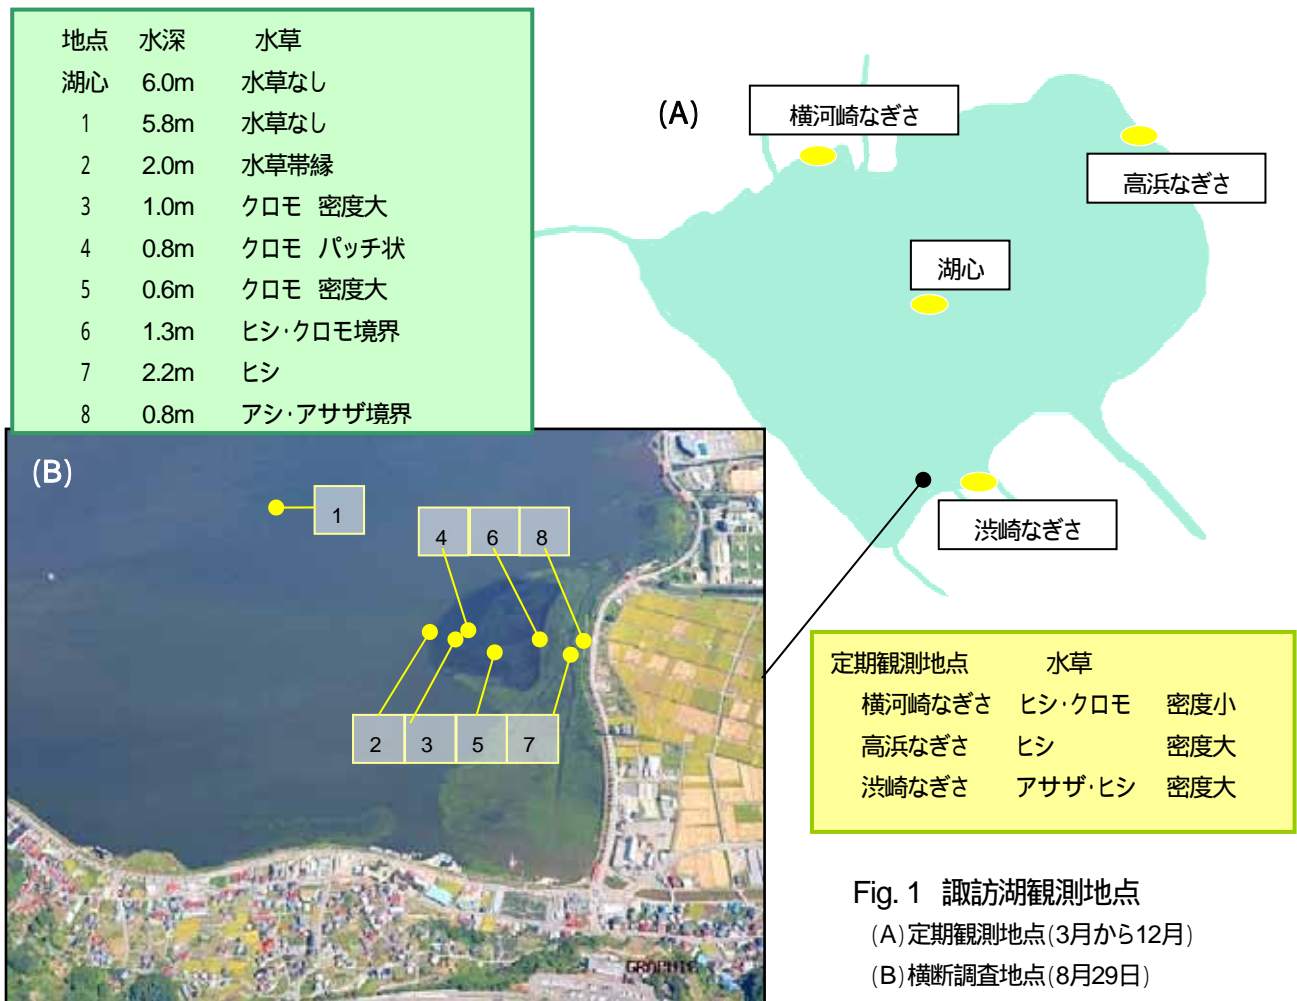 地点 水深 水草
湖心 6.0m 水草なし
1 5.8m 水草なし
2 2.0m 水草帯縁
3 1.0m クロモ 密度大
4 0.8m クロモ パッチ状
5 0.6m クロモ 密度大
6 1.3m ヒシ・クロモ境界
7 2.2m ヒシ
8 0.8m アシ・アサザ境界
(A)
横河崎なぎさ
高浜なぎさ
湖心
渋崎なぎさ
(B)
1
4 6 8
2 3 5 7
GRAPHIC
定期観測地点 水草
横河崎なぎさ ヒシ・クロモ 密度小
高浜なぎさ ヒシ 密度大
渋崎なぎさ アサザ・ヒシ 密度大
Fig. 1 諏訪湖観測地点
(A)定期観測地点(3月から12月)
(B)横断調査地点(8月29日)